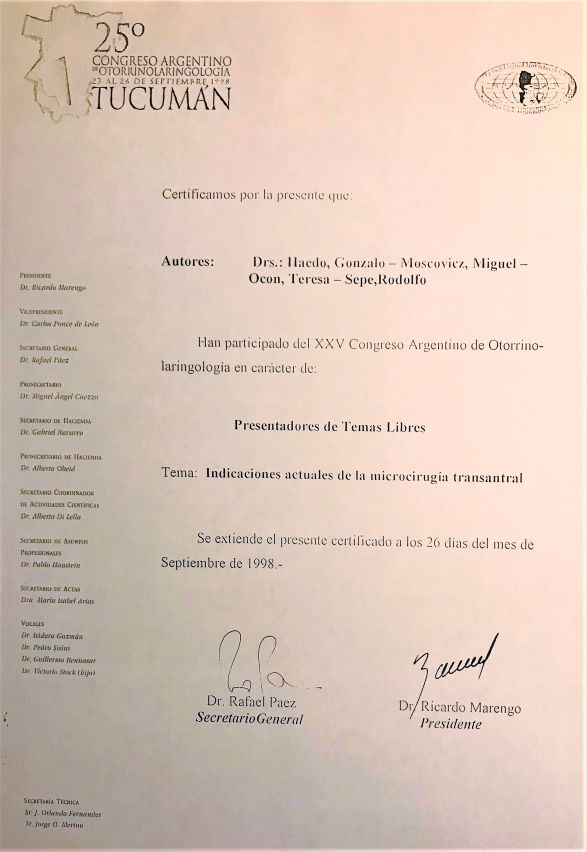 25º
CONGRESO ARGENTINO
DE OTORRINOLARINGOLOGÍA
23 AL 26 DE SEPTIEMBRE 1998
TUCUMÁN
Certificamos por la presente que:
Autores: Drs.: Haedo, Gonzalo – Moscovicz, Miguel –
Ocon, Teresa – Sepe,Rodolfo
Han participado del XXV Congreso Argentino de Otorrino-
laringología en carácter de:
Presentadores de Temas Libres
Tema: Indicaciones actuales de la microcirugía transantral
Se extiende el presente certificado a los 26 días del mes de
Septiembre de 1998.-
Dr. Rafael Paez
SecretarioGeneral
Dr. Ricardo Marengo
Presidente
PRESIDENTE
Dr. Ricardo Marengo
VICEPRESIDENTE
Dr. Carlos Ponce de León
SECRETARIO GENERAL
Dr. Rafael Páez
PROSECRETARIO
Dr. Miguel Ángel Cuezzo
SECRETARIO DE HACIENDA
Dr. Gabriel Navarro
PROSECRETARIO DE HACIENDA
Dr. Alberto Obeid
SECRETARIO COORDINADOR
DE ACTIVIDADES CIENTÍFICAS
Dr. Alberto Di Lella
SECRETARIO DE ASUNTOS
PROFESIONALES
Dr. Pablo Haustein
SECRETARIO DE ACTAS
Dra. María Isabel Arias
VOCALES
Dr. Isidoro Guzmán
Dr. Pedro
Dr. Guillermo Bennasar
Dr. Victorio Stock (hijo)
SECRETARÍA TÉCNICA
Sr. J. Orlando Fernandes
Sr. Jorge O. Merino